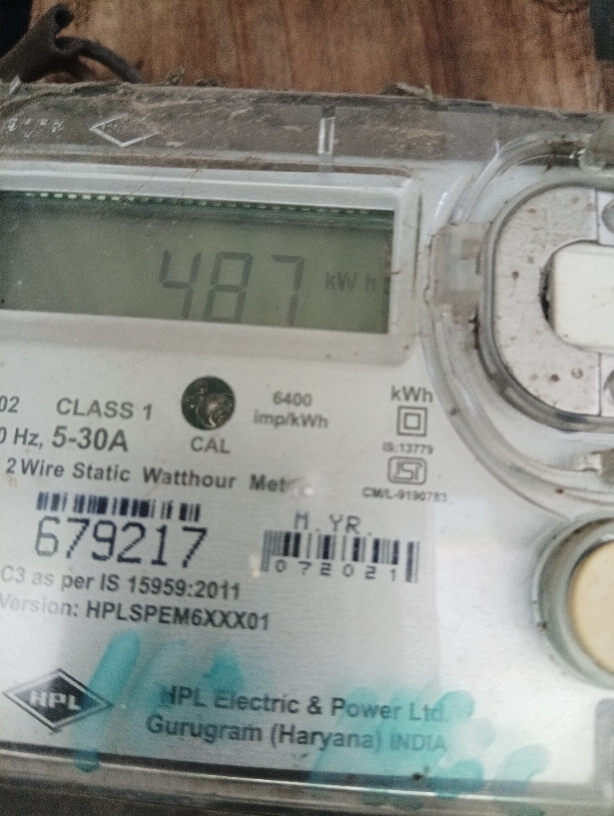 487 kWh
02 CLASS 1
6400
imp/kWh
kWh
0 Hz, 5-30A
CAL
IS:13779
ISI
2 Wire Static Watthour
CM/L-9190783
679217
M.YR.
072021
C3 as per IS 15959:2011
Version: HPLSPEM6XXX01
HPL
HPL Electric & Power Ltd.
Gurugram (Haryana) INDIA